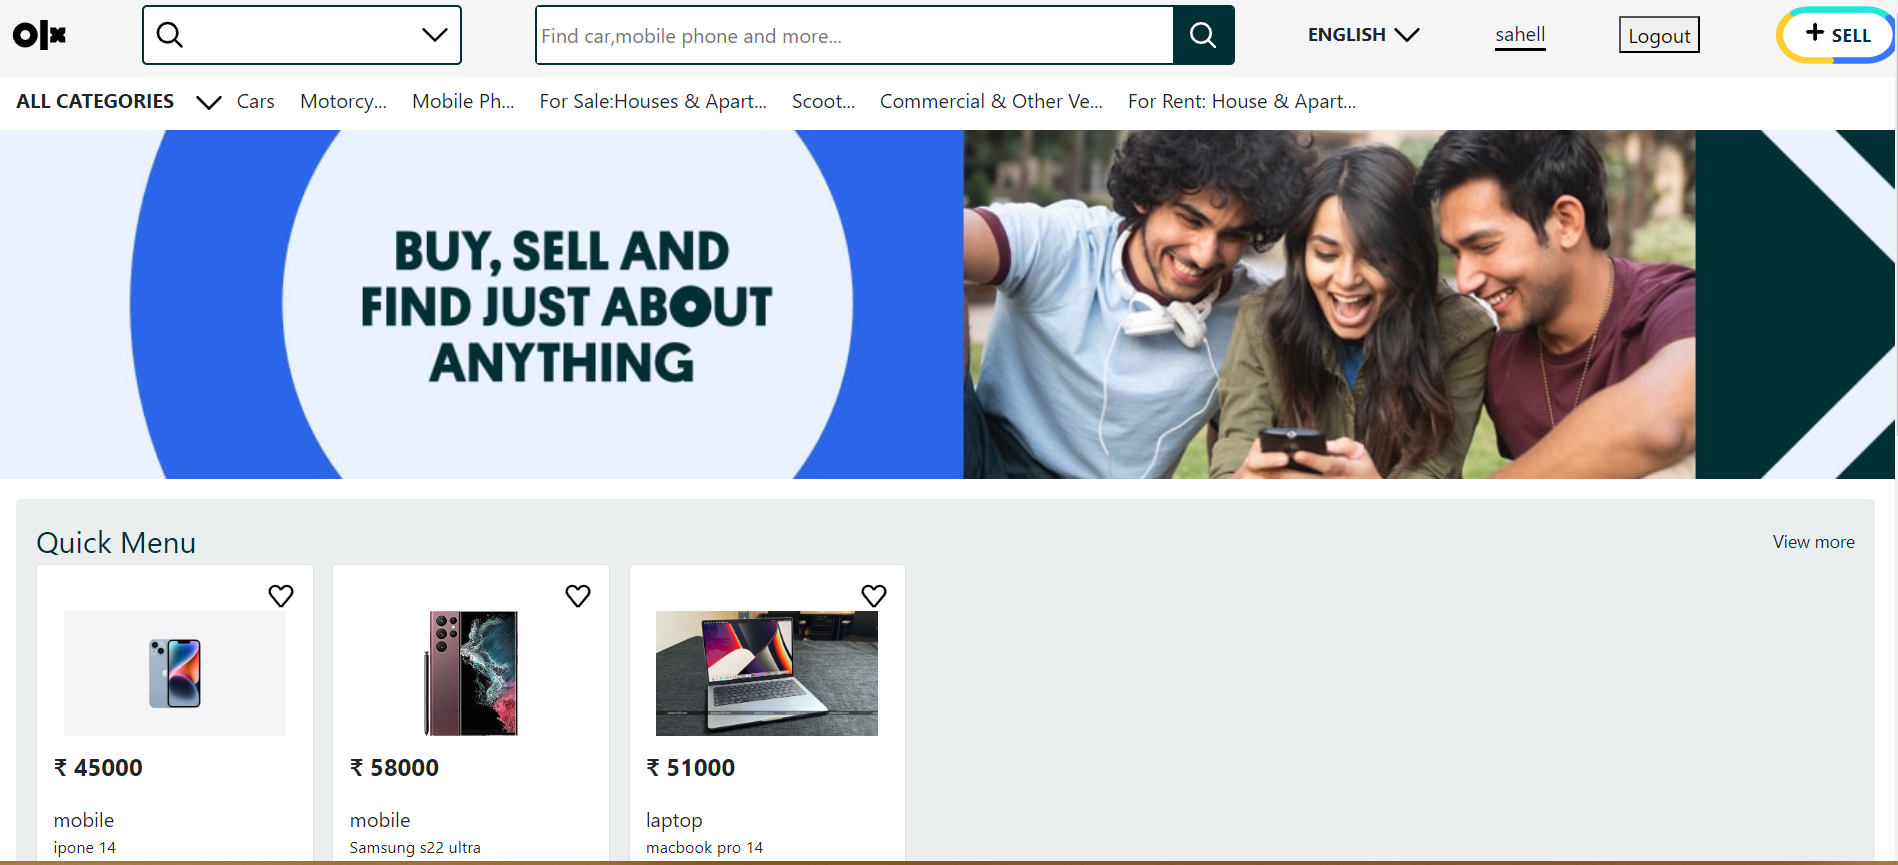 olx
Find car,mobile phone and more...
ENGLISH
sahell
Logout
+ SELL
ALL CATEGORIES
Cars
Motorcy...
Mobile Ph...
For Sale:Houses & Apart...
Scoot...
Commercial & Other Ve...
For Rent: House & Apart...
BUY, SELL AND
FIND JUST ABOUT
ANYTHING
Quick Menu
View more
₹ 45000
mobile
ipone 14
₹ 58000
mobile
Samsung s22 ultra
₹ 51000
laptop
macbook pro 14